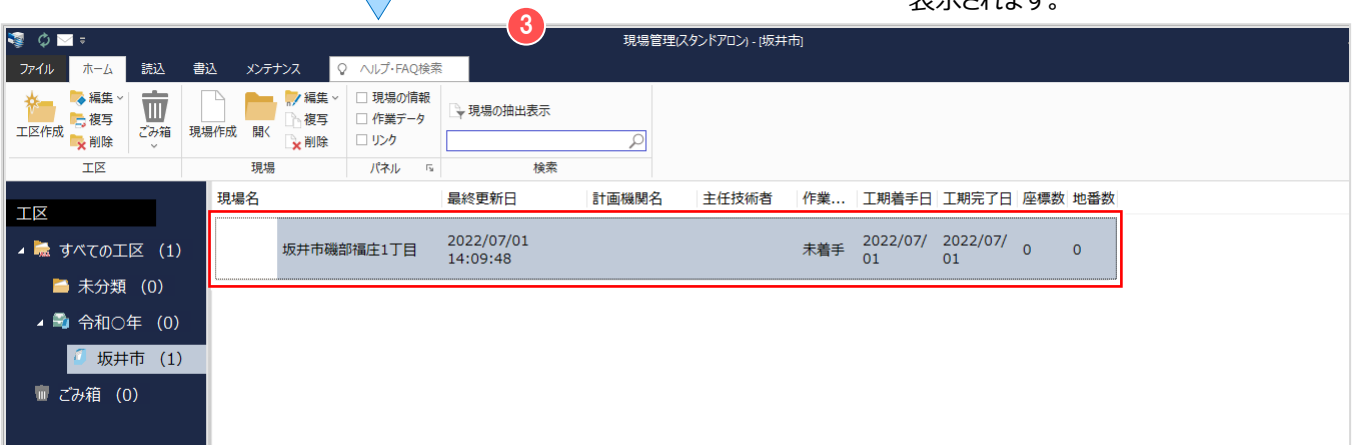 表示されます。
3
現場管理(スタンドアロン) - [坂井市]
ファイル ホーム 読込 書込 メンテナンス ヘルプ・FAQ検索
工区作成 編集 複写 削除 ごみ箱 現場作成 開く 編集 複写 削除 現場の情報 作業データ リンク 現場の抽出表示
工区 現場 パネル 検索
工区
すべての工区 (1)
未分類 (0)
令和○年 (0)
坂井市 (1)
ごみ箱 (0)
現場名 最終更新日 計画機関名 主任技術者 作業... 工期着手日 工期完了日 座標数 地番数
坂井市磯部福庄1丁目 2022/07/01 14:09:48 未着手 2022/07/01 2022/07/01 0 0